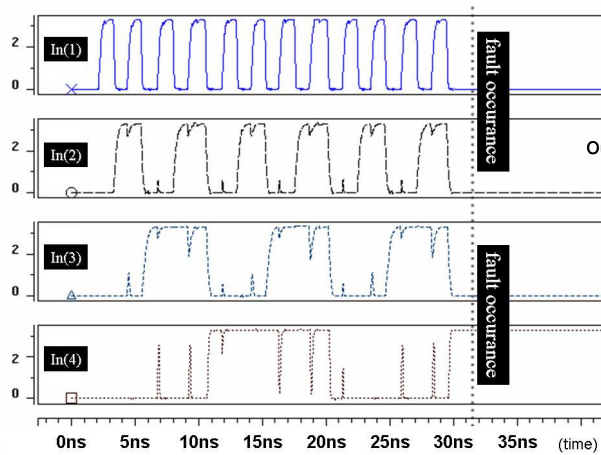 2
In(1)
0
fault occurance
2
In(2)
0
O
2
In(3)
0
fault occurance
2
In(4)
0
0ns 5ns 10ns 15ns 20ns 25ns 30ns 35ns (time)